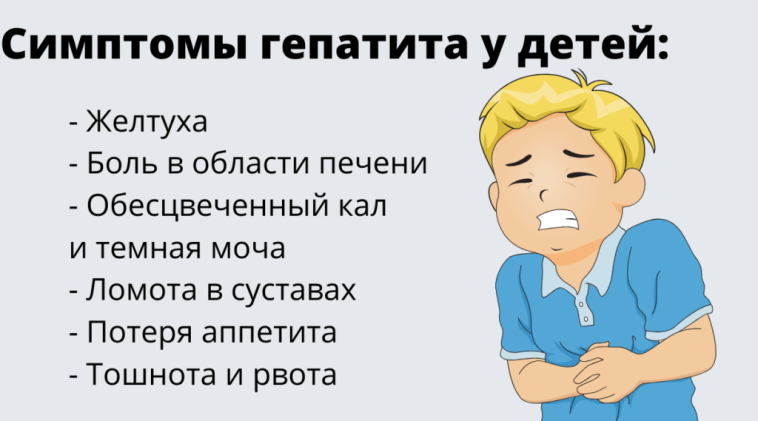 Симптомы гепатита у детей:
- Желтуха
- Боль в области печени
- Обесцвеченный кал
и темная моча
- Ломота в суставах
- Потеря аппетита
- Тошнота и рвота